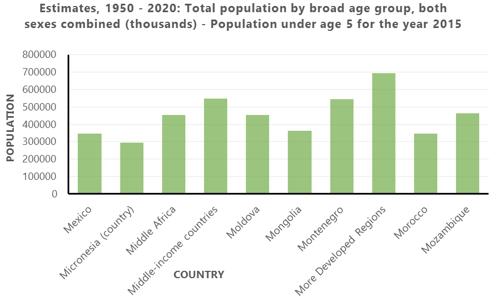 Estimates, 1950 - 2020: Total population by broad age group, both
sexes combined (thousands) - Population under age 5 for the year 2015
800000
700000
600000
500000
400000
300000
200000
100000
0
POPULATION
Mexico
Micronesia (country)
Middle Africa
Middle-income countries
Moldova
Mongolia
Montenegro
More Developed Regions
Morocco
Mozambique
COUNTRY